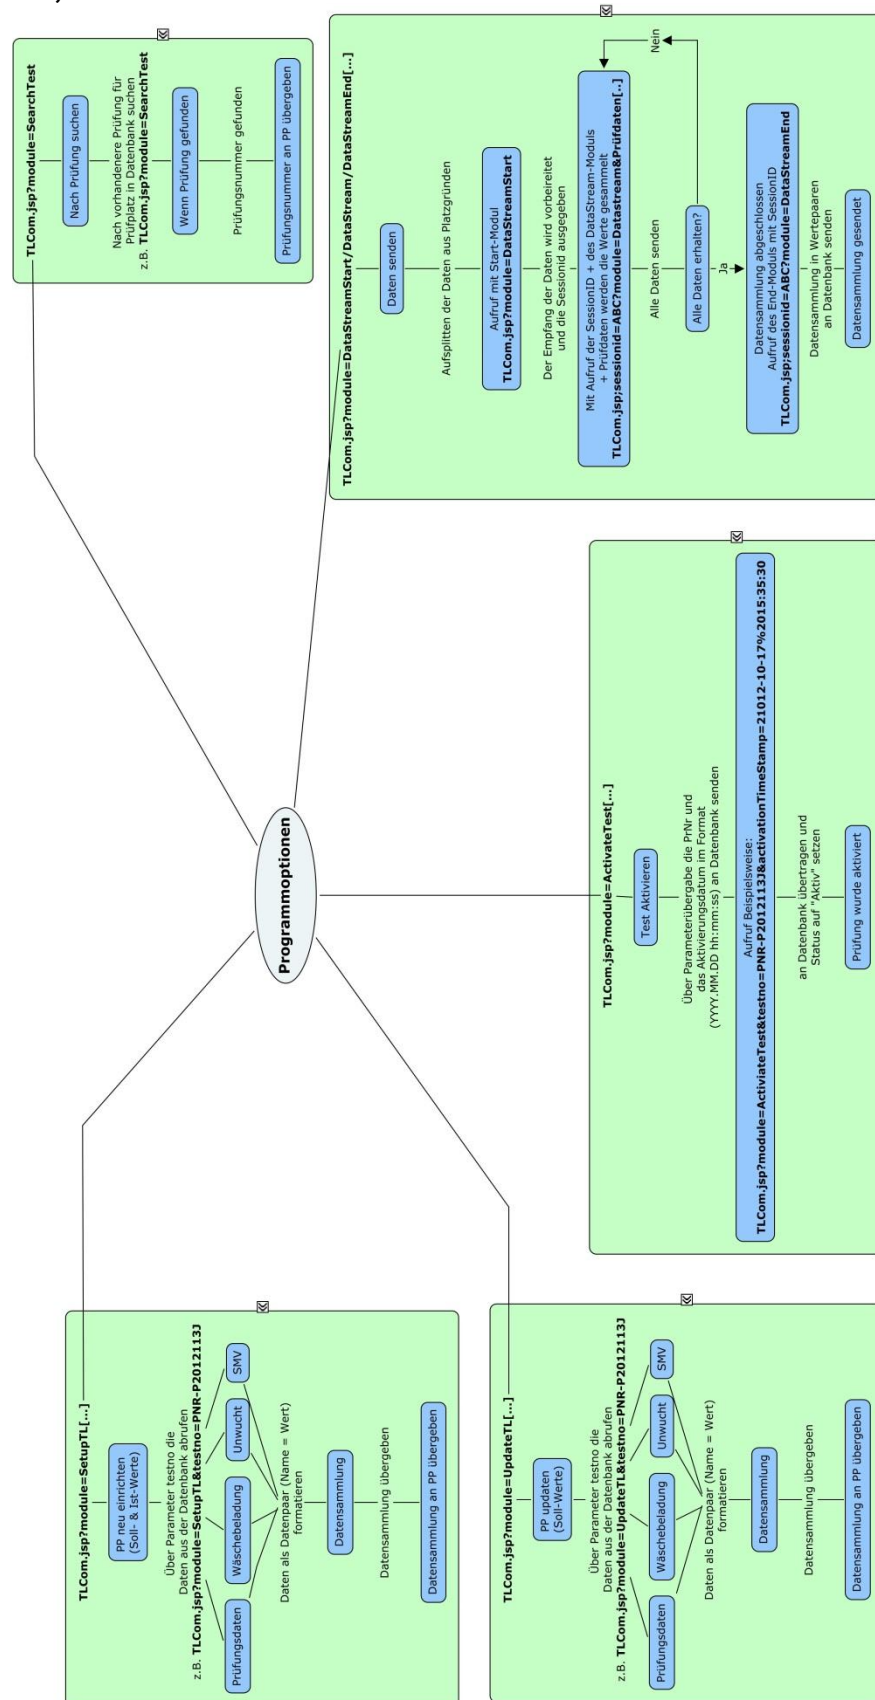 Programmoptionen
TLCom.jsp?module=SetupTL[...]
PP neu einrichten
(Soll- & Ist-Werte)
Über Parameter testno die
Daten aus der Datenbank abrufen
z.B. TLCom.jsp?module=SetupTL&testno=PNR-P2012113J
Prüfungsdaten
Wäschebeladung
Unwucht
SMV
Daten als Datenpaar (Name = Wert)
formatieren
Datensammlung
Datensammlung übergeben
Datensammlung an PP übergeben
TLCom.jsp?module=UpdateTL[...]
PP updaten
(Soll-Werte)
Über Parameter testno die
Daten aus der Datenbank abrufen
z.B. TLCom.jsp?module=UpdateTL&testno=PNR-P2012113J
Prüfungsdaten
Wäschebeladung
Unwucht
SMV
Daten als Datenpaar (Name = Wert)
formatieren
Datensammlung
Datensammlung übergeben
Datensammlung an PP übergeben
TLCom.jsp?module=ActivateTest[...]
Test Aktivieren
Über Parameterübergabe die PrNr und
das Aktivierungsdatum im Format
(YYYY.MM.DD hh:mm:ss) an Datenbank senden
Aufruf Beispielsweise:
TLCom.jsp?module=ActiviateTest&testno=PNR-P2012113J&activationTimeStamp=21012-10-17%2015:35:30
an Datenbank übertragen und
Status auf "Aktiv" setzen
Prüfung wurde aktiviert
TLCom.jsp?module=DataStreamStart/DataStream/DataStreamEnd[...]
Daten senden
Aufsplitten der Daten aus Platzgründen
Aufruf mit Start-Modul
TLCom.jsp?module=DataStreamStart
Der Empfang der Daten wird vorbeireitet
und die Sessionid ausgegeben
Mit Aufruf der SessionID + des DataStream-Moduls
+ Prüfdaten werden die Werte gesammelt
TLCom.jsp;sessionid=ABC?module=Datastream&Prüfdaten[..]
Alle Daten senden
Alle Daten erhalten?
Nein
Ja
Datensammlung abgeschlossen
Aufruf des End-Moduls mit SessionID
TLCom.jsp;sessionid=ABC?module=DataStreamEnd
Datensammlung in Wertepaaren
an Datenbank senden
Datensammlung gesendet
TLCom.jsp?module=SearchTest
Nach Prüfung suchen
Nach vorhandenere Prüfung für
Prüfplatz in Datenbank suchen
z.B. TLCom.jsp?module=SearchTest
Wenn Prüfung gefunden
Prüfungsnummer gefunden
Prüfungsnummer an PP übergeben